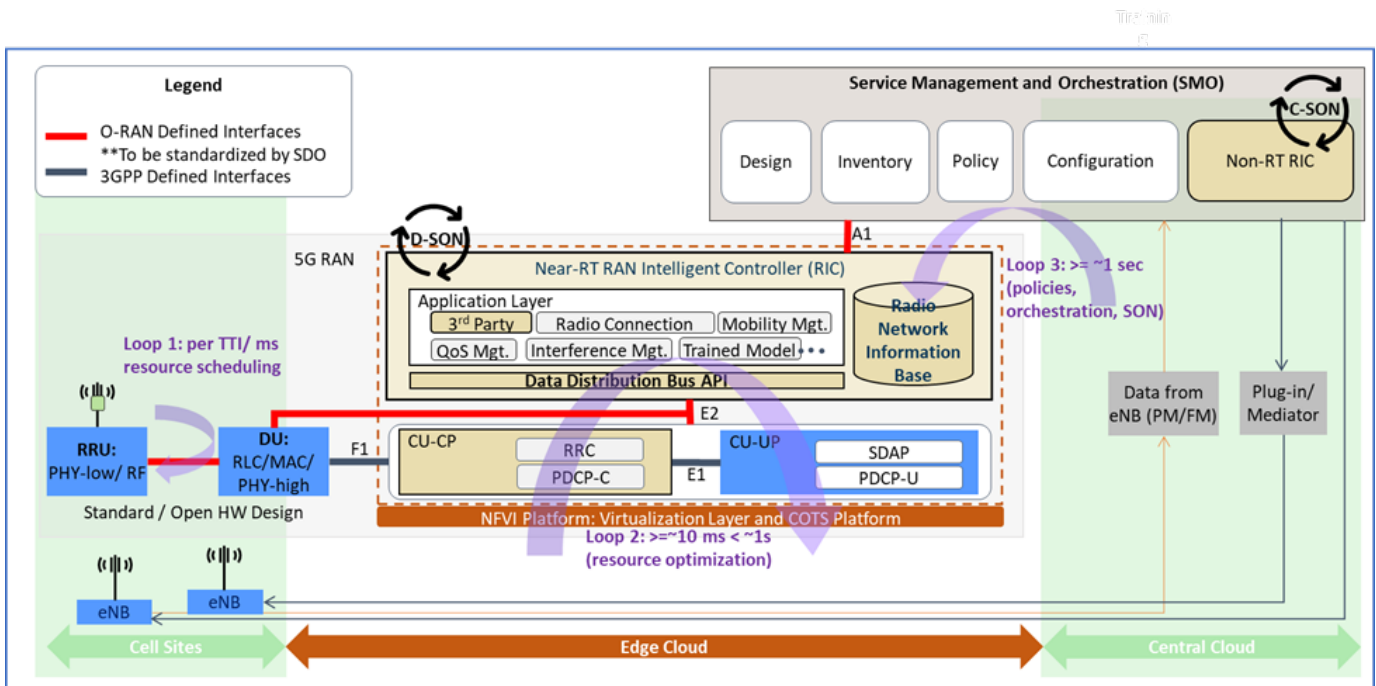 Legend
O-RAN Defined Interfaces
**To be standardized by SDO
3GPP Defined Interfaces
Service Management and Orchestration (SMO)
C-SON
Design
Inventory
Policy
Configuration
Non-RT RIC
A1
D-SON
5G RAN
Near-RT RAN Intelligent Controller (RIC)
Application Layer
3rd Party
Radio Connection
Mobility Mgt.
QoS Mgt.
Interference Mgt.
Trained Model
Data Distribution Bus API
Radio
Network
Information
Base
Loop 3: >= ~1 sec
(policies,
orchestration, SON)
Loop 1: per TTI/ ms
resource scheduling
RRU:
PHY-low/ RF
DU:
RLC/MAC/
PHY-high
F1
E2
CU-CP
RRC
PDCP-C
E1
CU-UP
SDAP
PDCP-U
Data from
eNB (PM/FM)
Plug-in/
Mediator
Standard / Open HW Design
NFVI Platform: Virtualization Layer and COTS Platform
Loop 2: >=~10 ms < ~1s
(resource optimization)
eNB
eNB
Cell Sites
Edge Cloud
Central Cloud